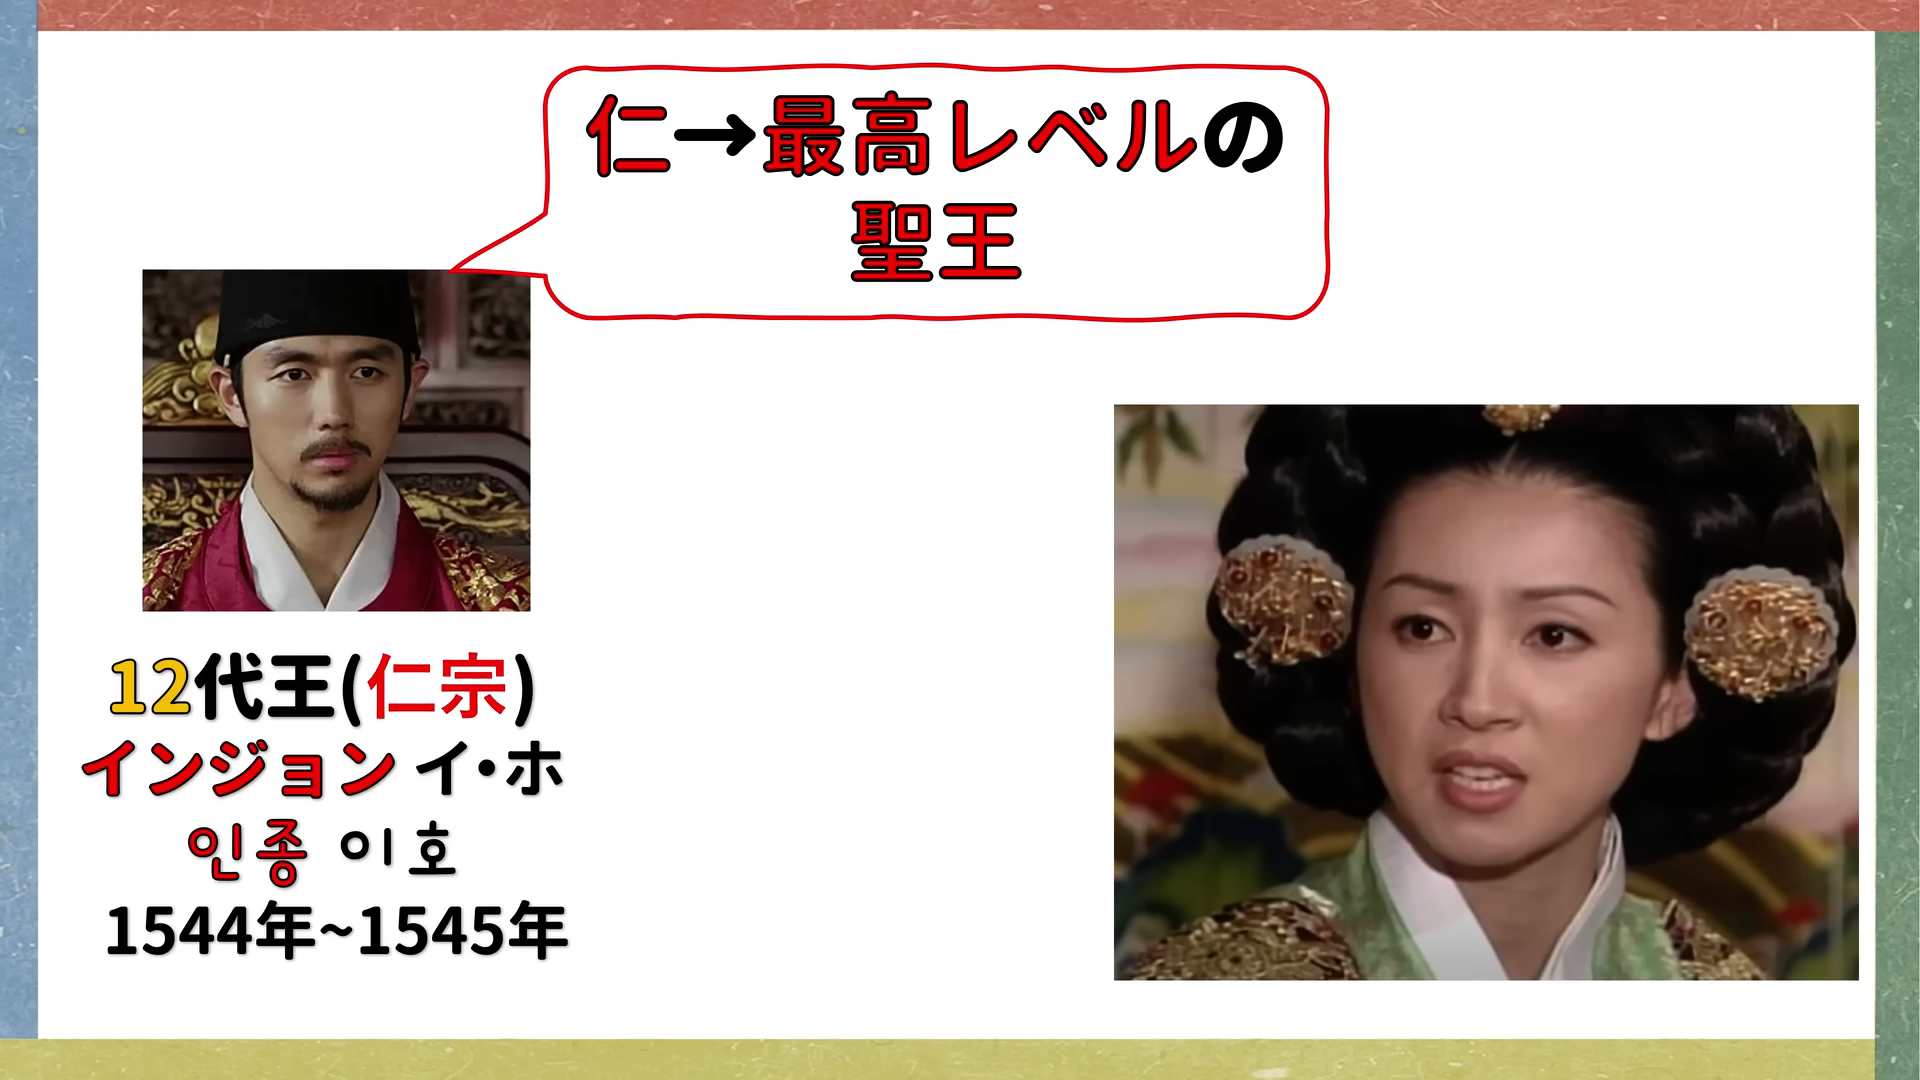 仁→最高レベルの
聖王
12代王(仁宗)
インジョン イ・ホ
인종 이호
1544年~1545年